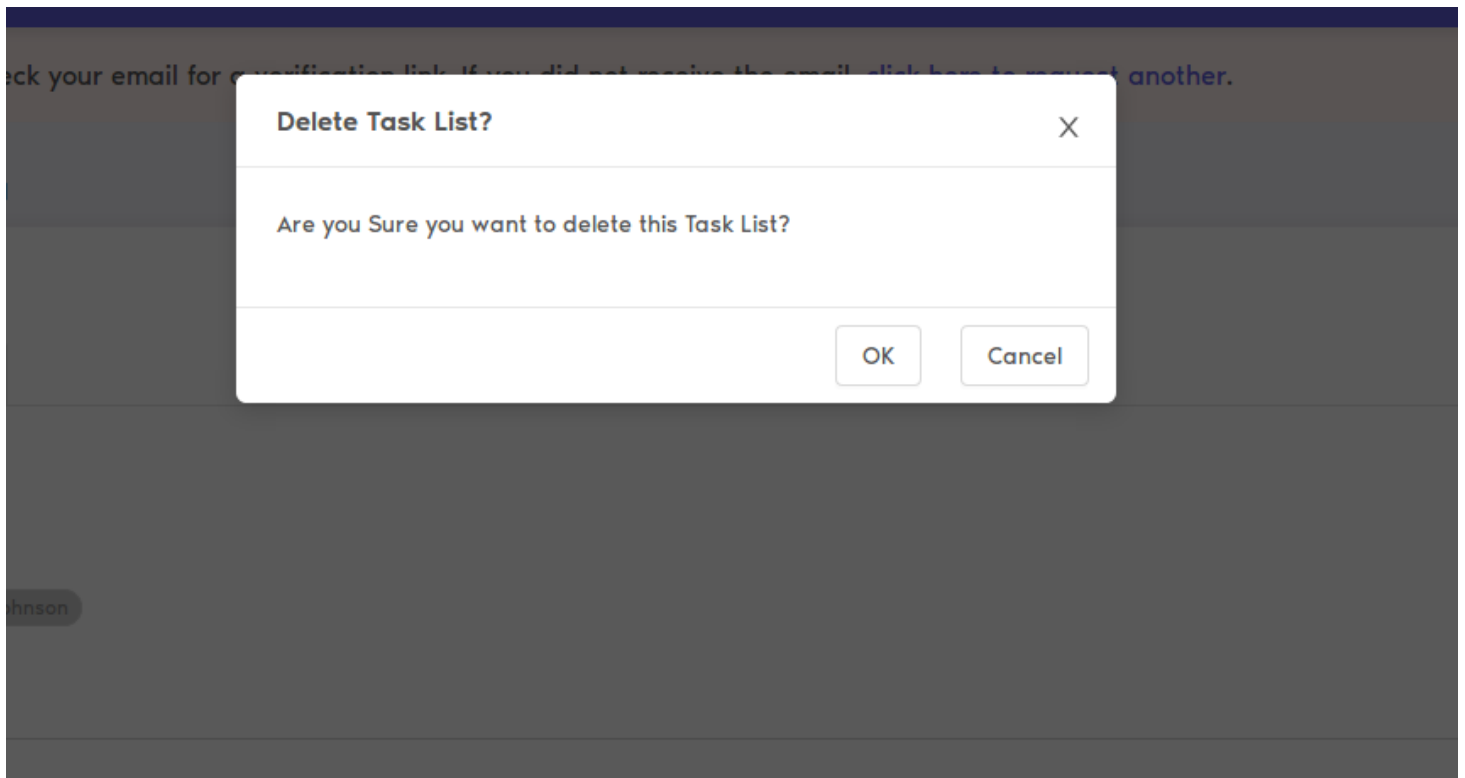 eck your email for a verification link. If you did not receive the email, click here to request another.
Delete Task List?
X
Are you Sure you want to delete this Task List?
OK Cancel
ohnson